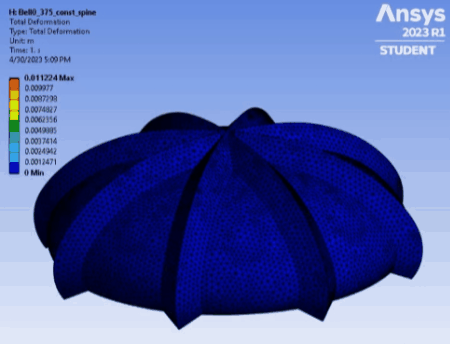 H: Bell0_375_const_spine
Total Deformation
Type: Total Deformation
Unit: m
Time: 1. s
4/30/2023 5:09 PM
0.011224 Max
0.009977
0.0087298
0.0074827
0.0062356
0.0049885
0.0037414
0.0024942
0.0012471
0 Min
Ansys
2023 R1
STUDENT